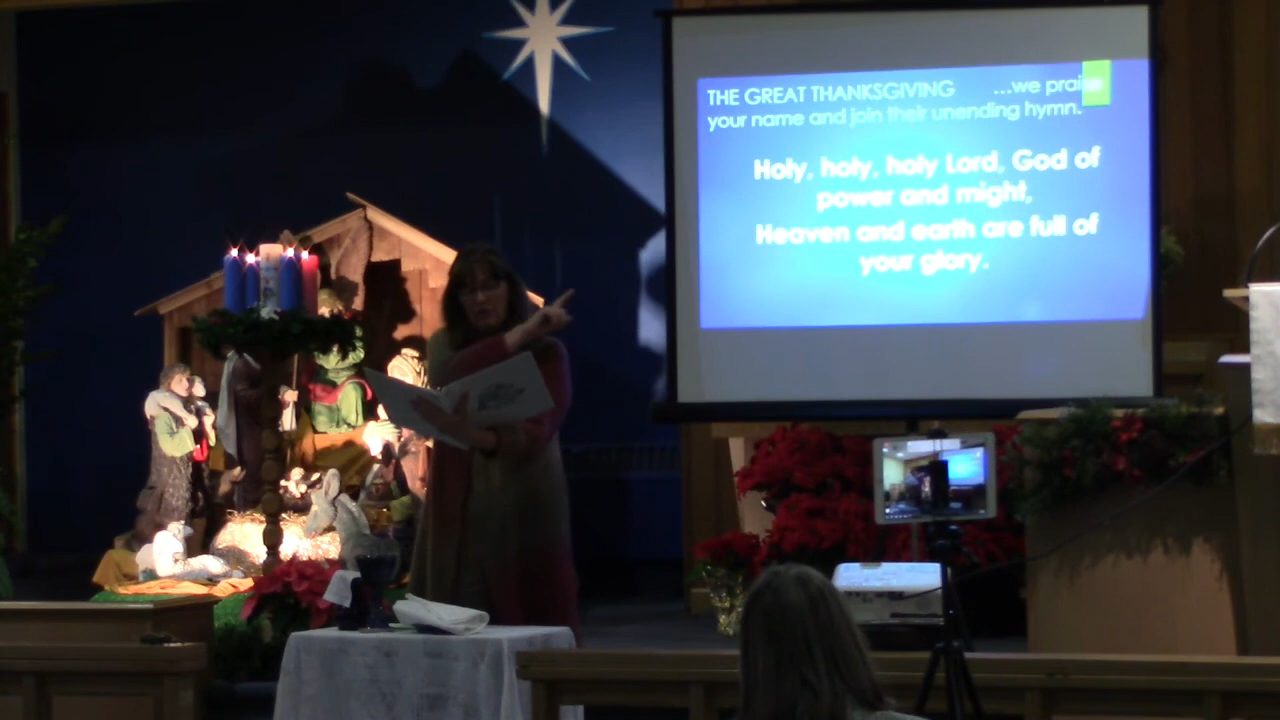 THE GREAT THANKSGIVING ...we praise
your name and join their unending hymn.
Holy, holy, holy Lord, God of
power and might,
Heaven and earth are full of
your glory.